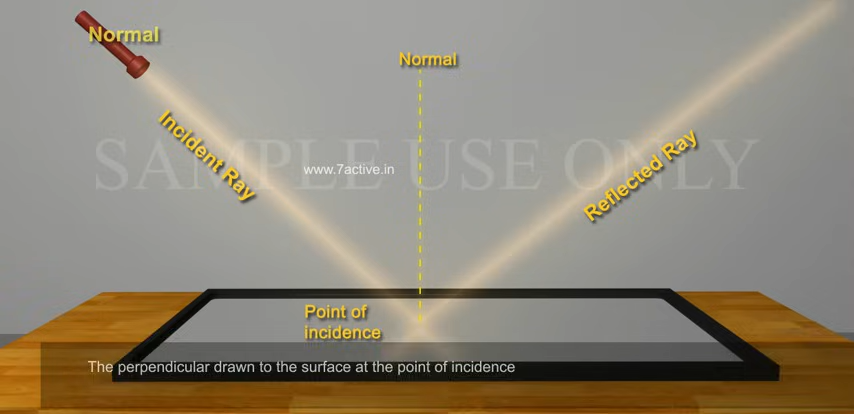 Normal
Normal
Incident Ray
SAMPLE USE ONLY
www.7active.in
Reflected Ray
Point of
incidence
The perpendicular drawn to the surface at the point of incidence